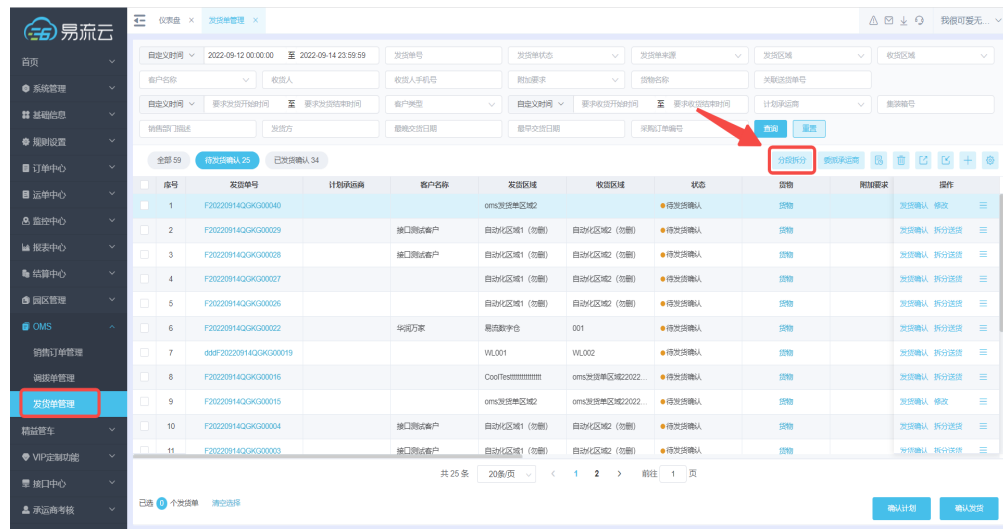 易流云
仪表盘 × 发货单管理 ×
我很可爱无...
首页
系统管理
基础信息
规则设置
订单中心
运单中心
监控中心
报表中心
结算中心
园区管理
OMS
销售订单管理
调拨单管理
发货单管理
精益管车
VIP定制功能
接口中心
承运商考核
自定义时间 2022-09-12 00:00:00 至 2022-09-14 23:59:59 发货单号 发货单状态 发货单来源 发货区域 收货区域
客户名称 收货人 收货人手机号 附加要求 货物名称 关联送货单号
自定义时间 要求发货开始时间 至 要求发货结束时间 客户类型 自定义时间 要求收货开始时间 至 要求收货结束时间 计划承运商 集装箱号
销售部门描述 发货方 最晚交货日期 最早交货日期 采购订单编号 查询 重置
全部 59 待发货确认 25 已发货确认 34 分段拆分 委派承运商
序号 发货单号 计划承运商 客户名称 发货区域 收货区域 状态 货物 附加要求 操作
1 F20220914QGKG00040 oms发货单区域2 待发货确认 货物 发货确认 修改
2 F20220914QGKG00029 接口测试客户 自动化区域1 (勿删) 自动化区域2 (勿删) 待发货确认 货物 发货确认 拆分送货
3 F20220914QGKG00028 接口测试客户 自动化区域1 (勿删) 自动化区域2 (勿删) 待发货确认 货物 发货确认 拆分送货
4 F20220914QGKG00027 自动化区域1 (勿删) 自动化区域2 (勿删) 待发货确认 货物 发货确认 拆分送货
5 F20220914QGKG00026 自动化区域1 (勿删) 自动化区域2 (勿删) 待发货确认 货物 发货确认 拆分送货
6 F20220914QGKG00022 华润万家 易流数字仓 001 待发货确认 货物 发货确认 拆分送货
7 dddF20220914QGKG00019 WL001 WL002 待发货确认 货物 发货确认 拆分送货
8 F20220914QGKG00016 oms发货单区域22022... 待发货确认 货物 发货确认 拆分送货
9 F20220914QGKG00015 oms发货单区域2 oms发货单区域22022... 待发货确认 货物 发货确认 修改
10 F20220914QGKG00004 接口测试客户 自动化区域1 (勿删) 自动化区域2 (勿删) 待发货确认 货物 发货确认 拆分送货
11 F20220914QGKG00003 接口测试客户 自动化区域1 (勿删) 自动化区域2 (勿删) 待发货确认 货物 发货确认 拆分送货
共 25 条 20条/页 < 1 2 > 前往 1 页
已选 0 个发货单 清空选择 确认计划 确认发货